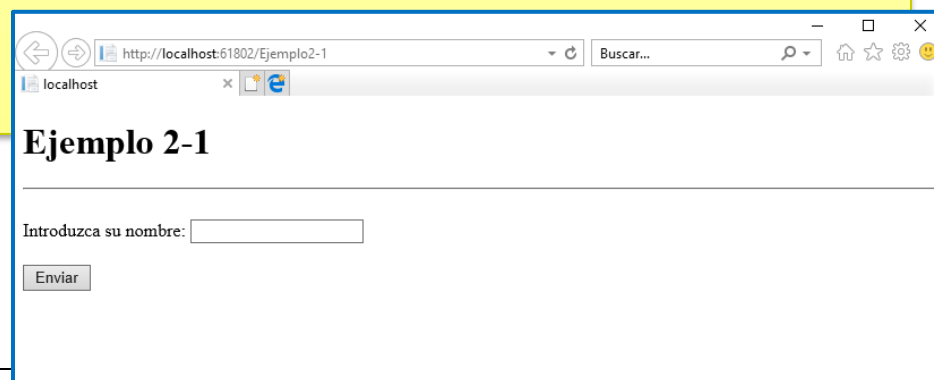 http://localhost:61802/Ejemplo2-1
Buscar...
localhost
Ejemplo 2-1
Introduzca su nombre:
Enviar